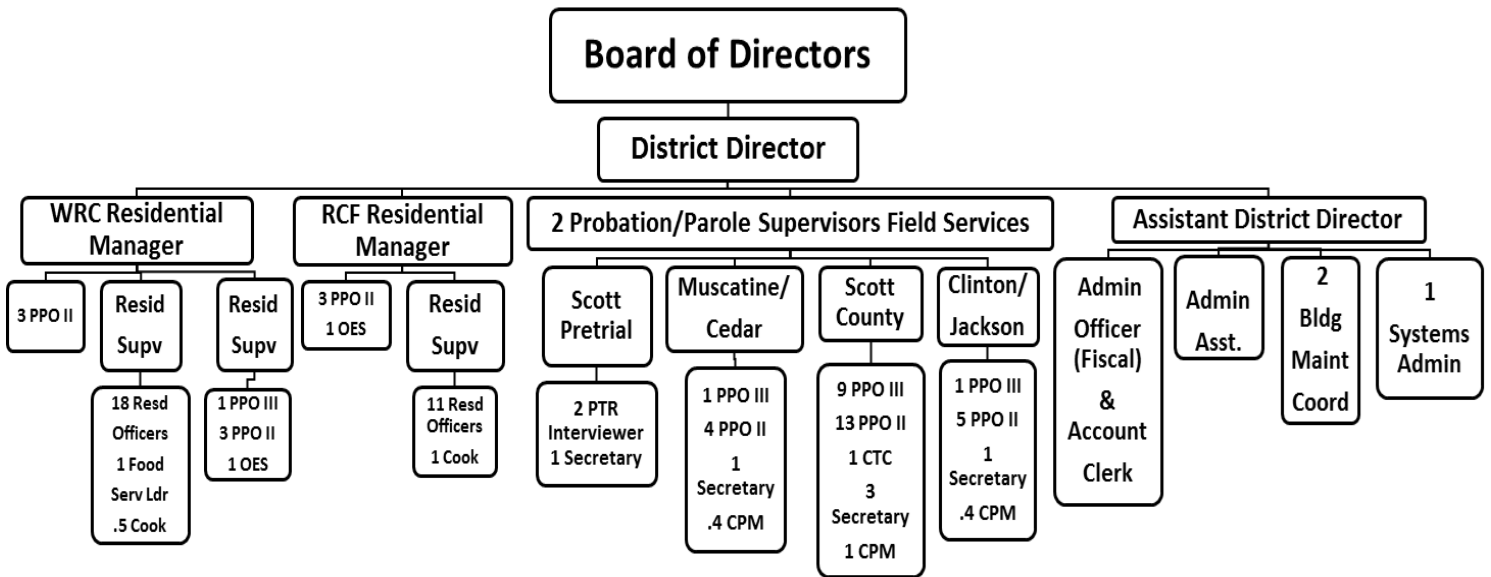 Board of Directors
District Director
WRC Residential
Manager
RCF Residential
Manager
2 Probation/Parole Supervisors Field Services
Assistant District Director
3 PPO II
Resid
Supv
Resid
Supv
3 PPO II
1 OES
Resid
Supv
Scott
Pretrial
Muscatine/
Cedar
Scott
County
Clinton/
Jackson
Admin
Officer
(Fiscal)
&
Account
Clerk
Admin
Asst.
2
Bldg
Maint
Coord
1
Systems
Admin
18 Resd
Officers
1 Food
Serv Ldr
.5 Cook
1 PPO III
3 PPO II
1 OES
11 Resd
Officers
1 Cook
2 PTR
Interviewer
1 Secretary
1 PPO III
4 PPO II
1
Secretary
.4 CPM
9 PPO III
13 PPO II
1 CTC
3
Secretary
1 CPM
1 PPO III
5 PPO II
1
Secretary
.4 CPM